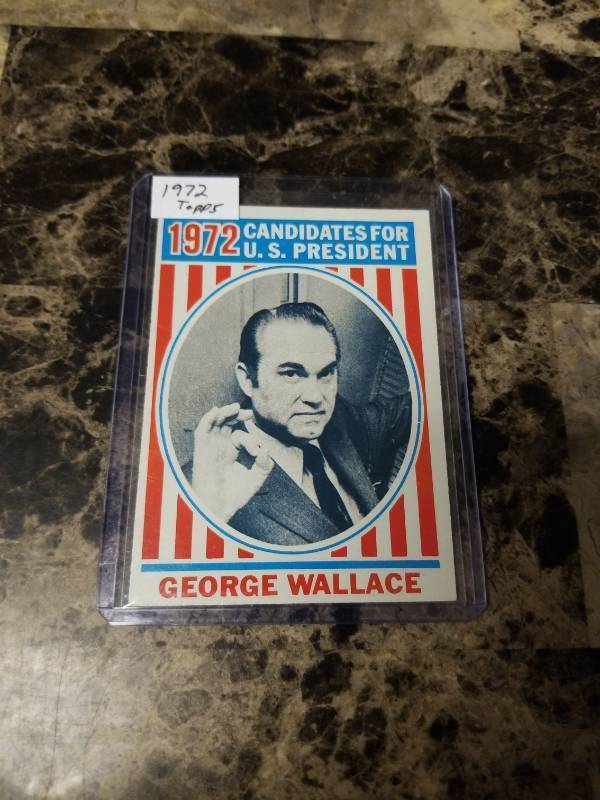 1972
Topps
1972 CANDIDATES FOR
U. S. PRESIDENT
GEORGE WALLACE